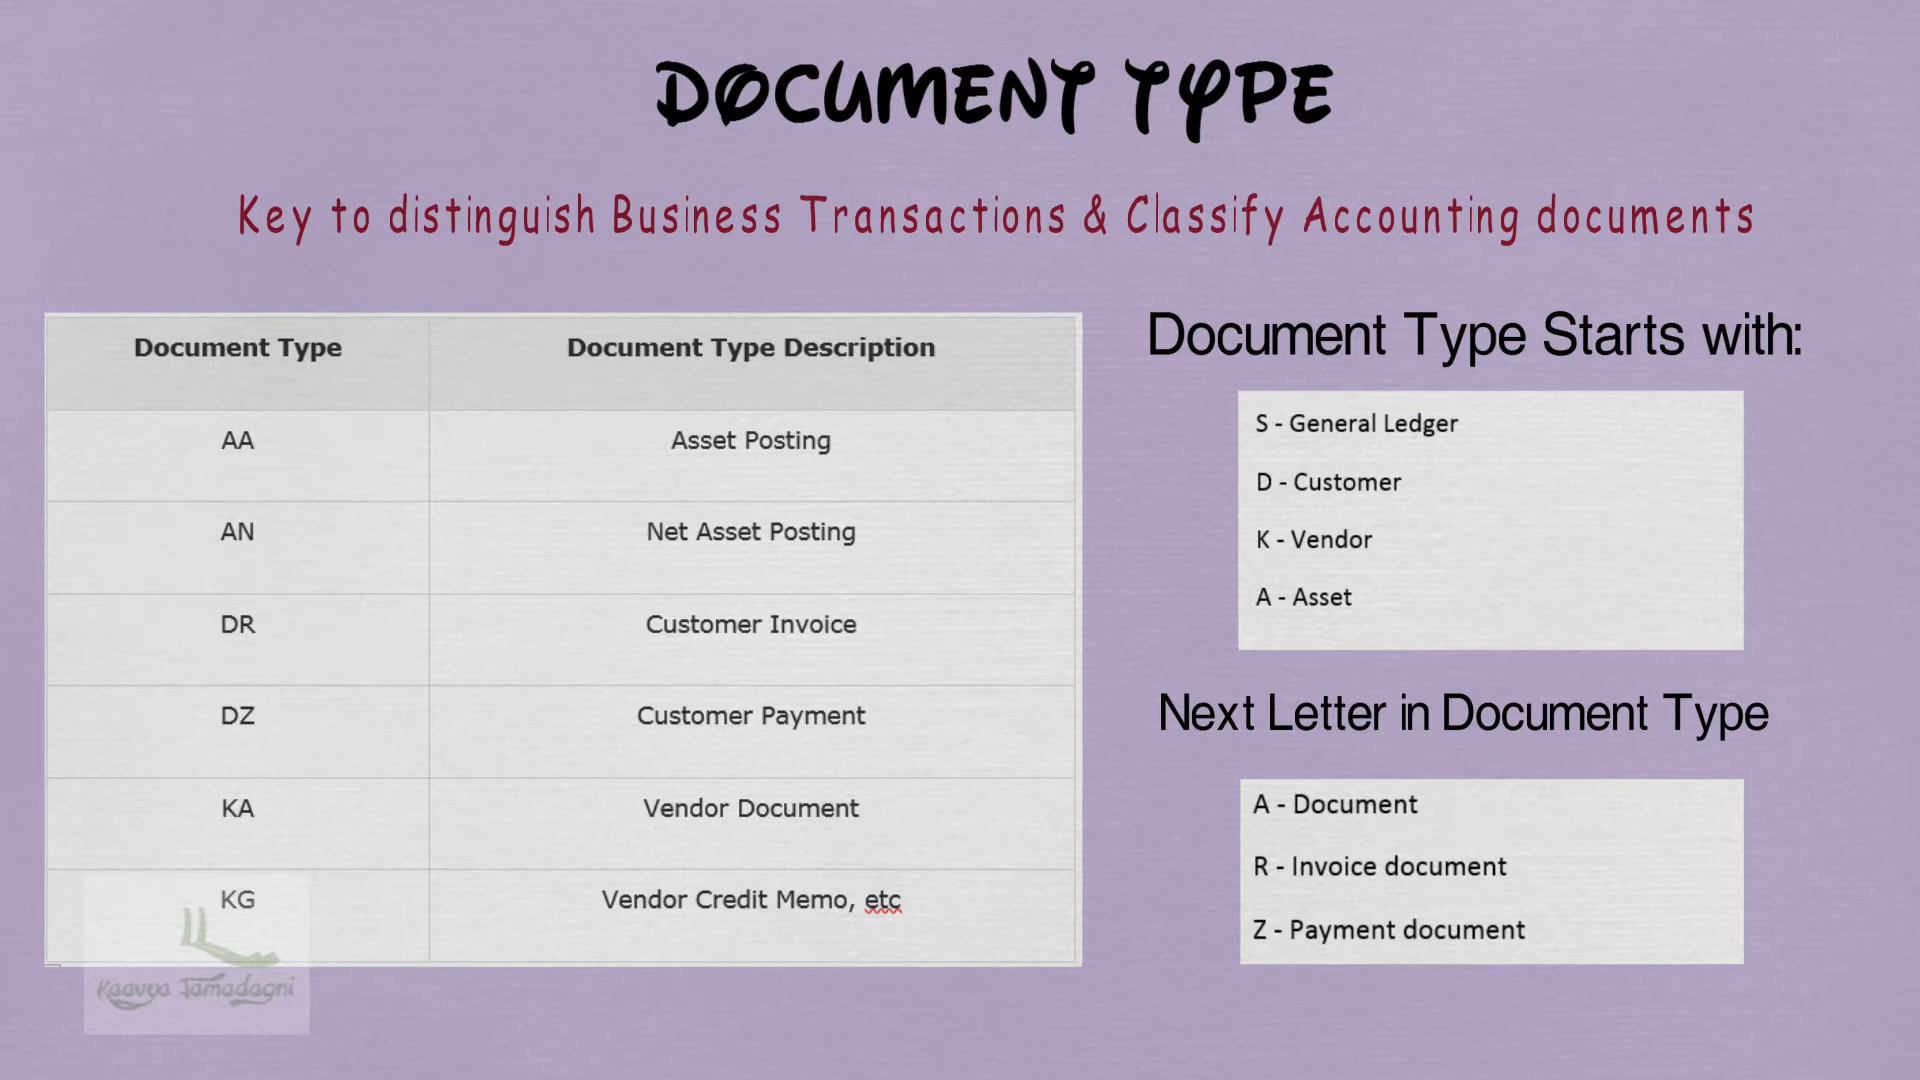 DOCUMENT TYPE
Key to distinguish Business Transactions & Classify Accounting documents
Document Type Document Type Description
AA Asset Posting
AN Net Asset Posting
DR Customer Invoice
DZ Customer Payment
KA Vendor Document
KG Vendor Credit Memo, etc
Document Type Starts with:
S - General Ledger
D - Customer
K - Vendor
A - Asset
Next Letter in Document Type
A - Document
R - Invoice document
Z - Payment document
Kaavya Jamadagni